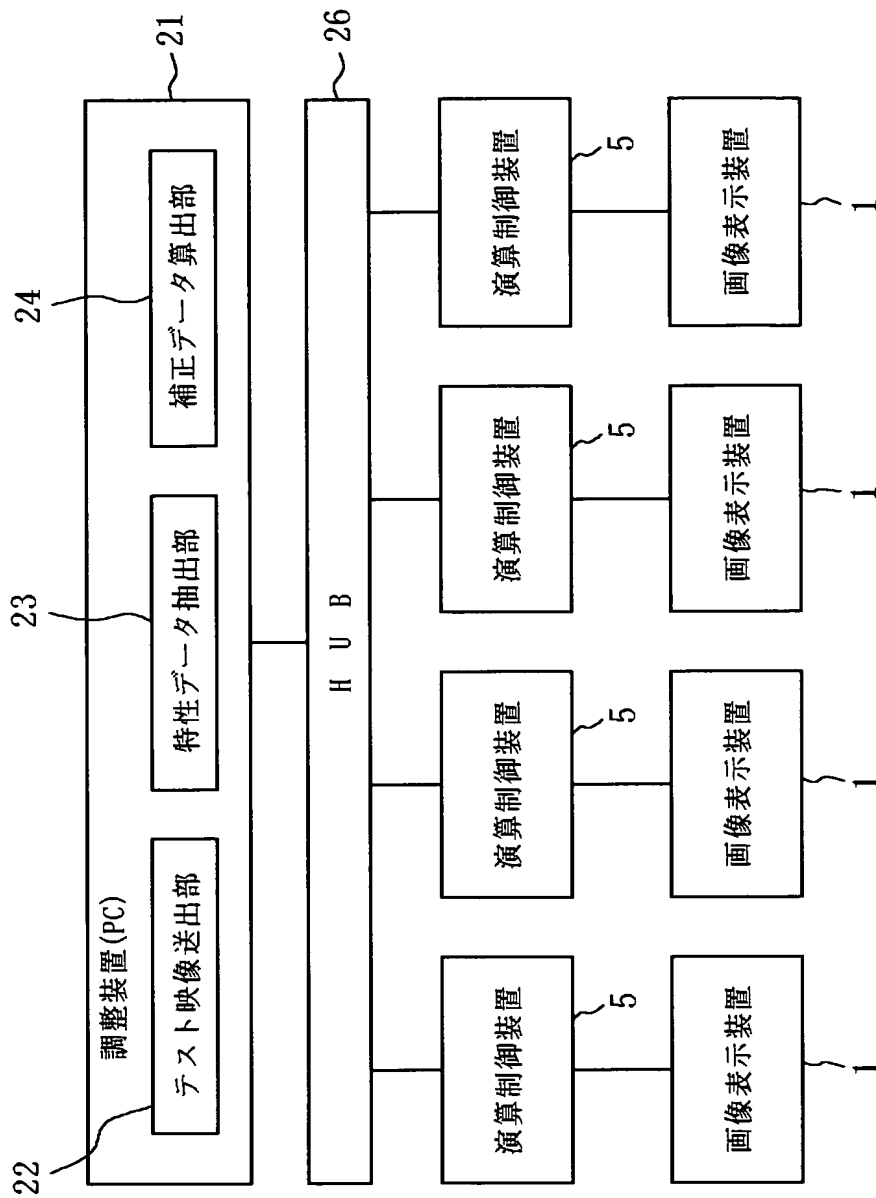 調整装置(PC)
21
22
テスト映像送出部
23
特性データ抽出部
24
補正データ算出部
HUB
26
演算制御装置
5
演算制御装置
5
演算制御装置
5
演算制御装置
5
画像表示装置
1
画像表示装置
1
画像表示装置
1
画像表示装置
1